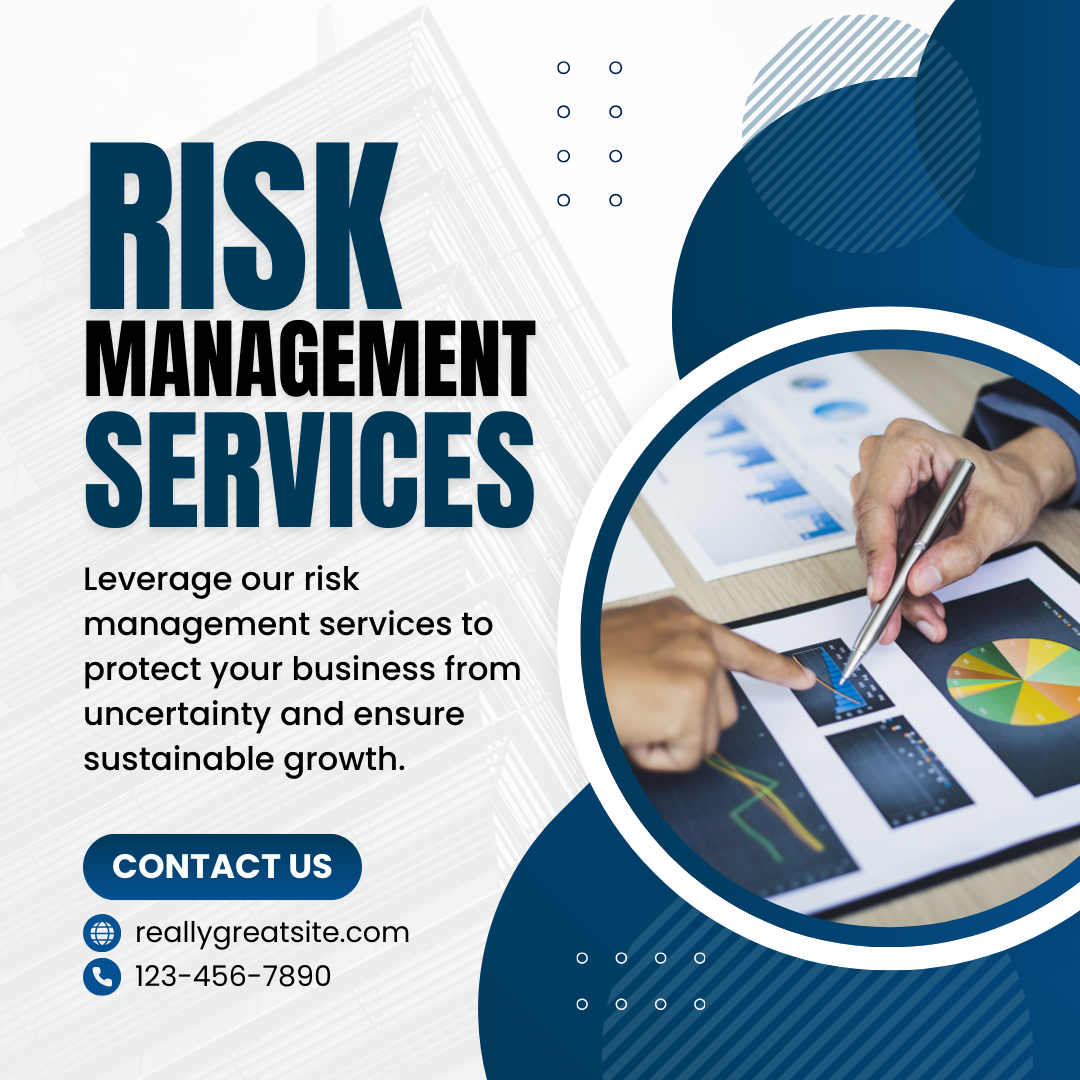 RISK
MANAGEMENT
SERVICES
Leverage our risk
management services to
protect your business from
uncertainty and ensure
sustainable growth.
CONTACT US
reallygreatsite.com
123-456-7890